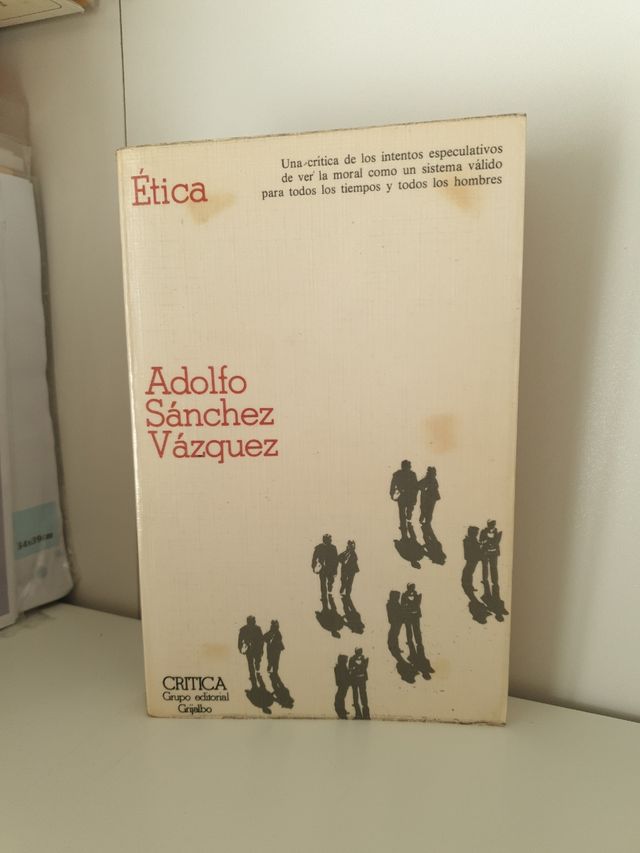 Ética
Una crítica de los intentos especulativos
de ver la moral como un sistema válido
para todos los tiempos y todos los hombres
Adolfo
Sánchez
Vázquez
CRITICA
Grupo editorial
Grijalbo
34x39cm